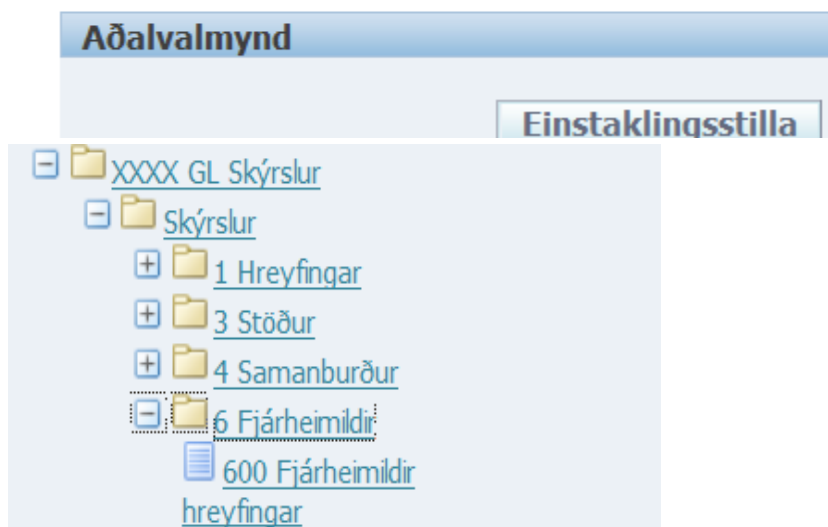 Aðalvalmynd
Einstaklingsstilla
XXXX GL Skýrslur
Skýrslur
1 Hreyfingar
3 Stöður
4 Samanburður
6 Fjárheimildir
600 Fjárheimildir
hreyfingar